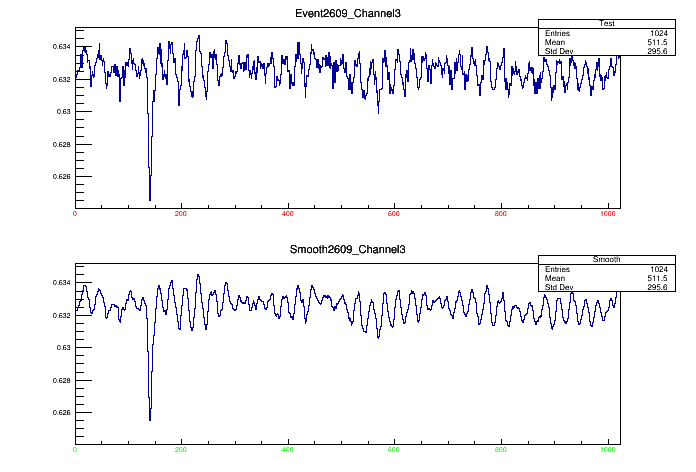 Event2609_Channel3
Test
Entries 1024
Mean 511.5
Std Dev 295.6
0.634
0.632
0.63
0.628
0.626
0 200 400 600 800 1000
Smooth2609_Channel3
Smooth
Entries 1024
Mean 511.5
Std Dev 295.6
0.634
0.632
0.63
0.628
0.626
0 200 400 600 800 1000